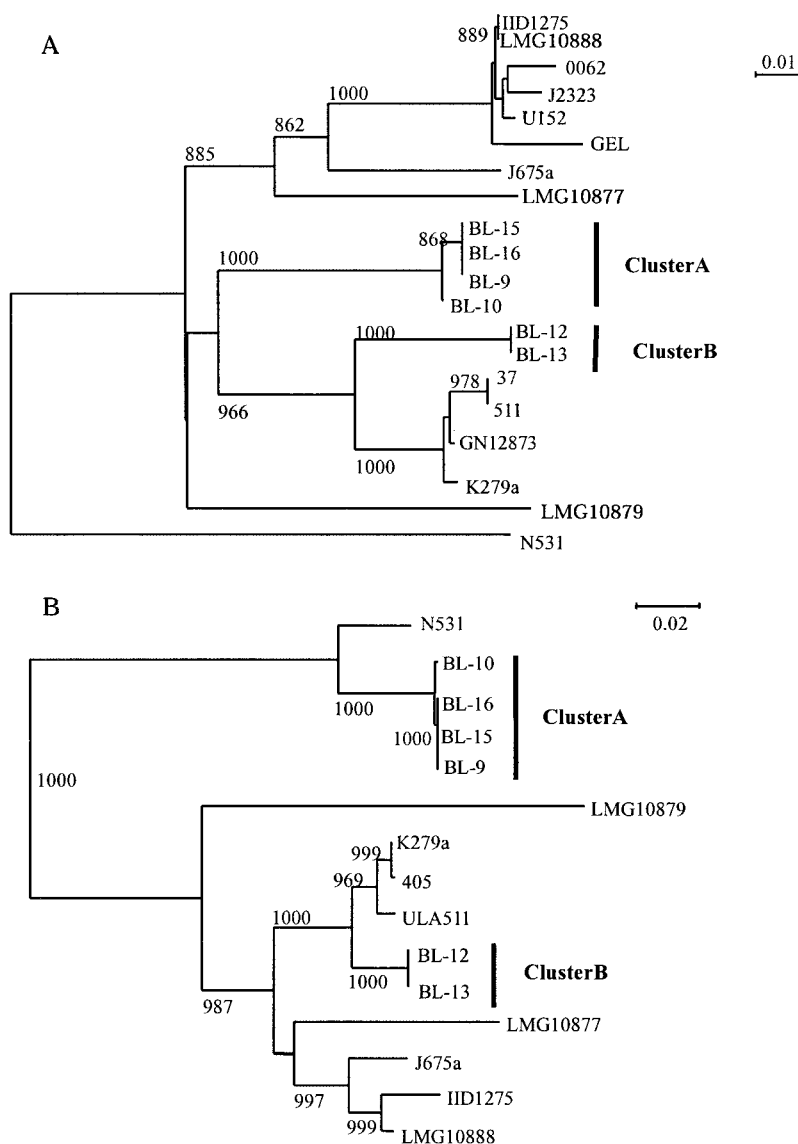 A
IID1275
889
LMG10888
0.01
0062
1000
J2323
U152
862
GEL
885
J675a
LMG10877
BL-15
868
BL-16
ClusterA
1000
BL-9
BL-10
1000
BL-12
BL-13
ClusterB
978
37
966
511
GN12873
1000
K279a
LMG10879
N531
B
N531
0.02
BL-10
1000
BL-16
ClusterA
1000
BL-15
BL-9
1000
LMG10879
K279a
999
969
405
1000
ULA511
BL-12
1000
ClusterB
BL-13
987
LMG10877
J675a
997
IID1275
999
LMG10888